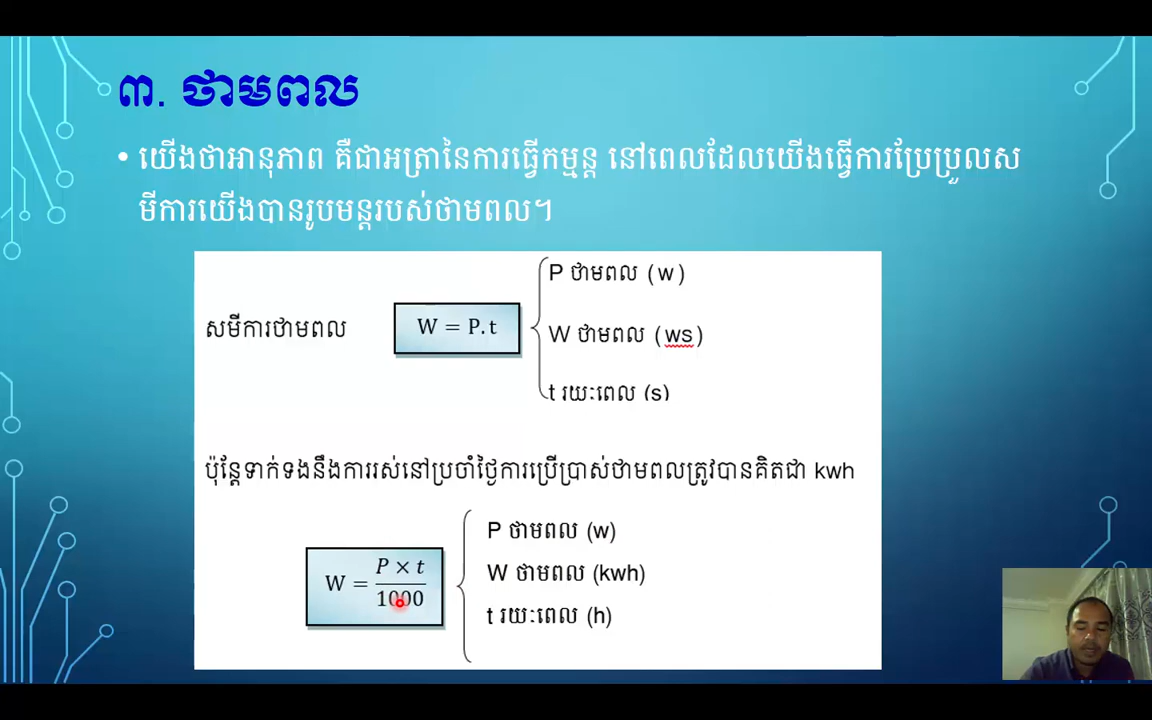 ៣. ថាមពល
• យើងថាអានុភាព គឺជាអត្រានៃការធ្វើកម្មន្ត នៅពេលដែលយើងធ្វើការប្រែប្រួលស
មីការយើងបានរូបមន្តរបស់ថាមពល។
P ថាមពល (w)
សមីការថាមពល W = P.t W ថាមពល (ws)
t រយៈពេល (s)
ប៉ុន្តែទាក់ទងនឹងការរស់នៅប្រចាំថ្ងៃការប្រើប្រាស់ថាមពលត្រូវបានគិតជា kwh
P ថាមពល (w)
W = P × t / 1000 W ថាមពល (kwh)
t រយៈពេល (h)